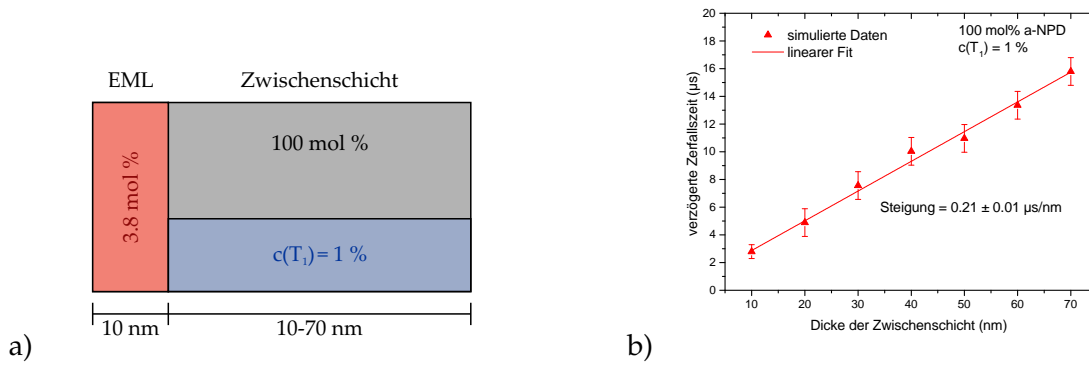 a)
EML
Zwischenschicht
3.8 mol %
100 mol %
c(T₁) = 1 %
10 nm
10-70 nm
b)
verzögerte Zerfallszeit (µs)
20
18
16
14
12
10
8
6
4
2
0
simulierte Daten
linearer Fit
100 mol% a-NPD
c(T₁) = 1 %
Steigung = 0.21 ± 0.01 µs/nm
10 20 30 40 50 60 70
Dicke der Zwischenschicht (nm)